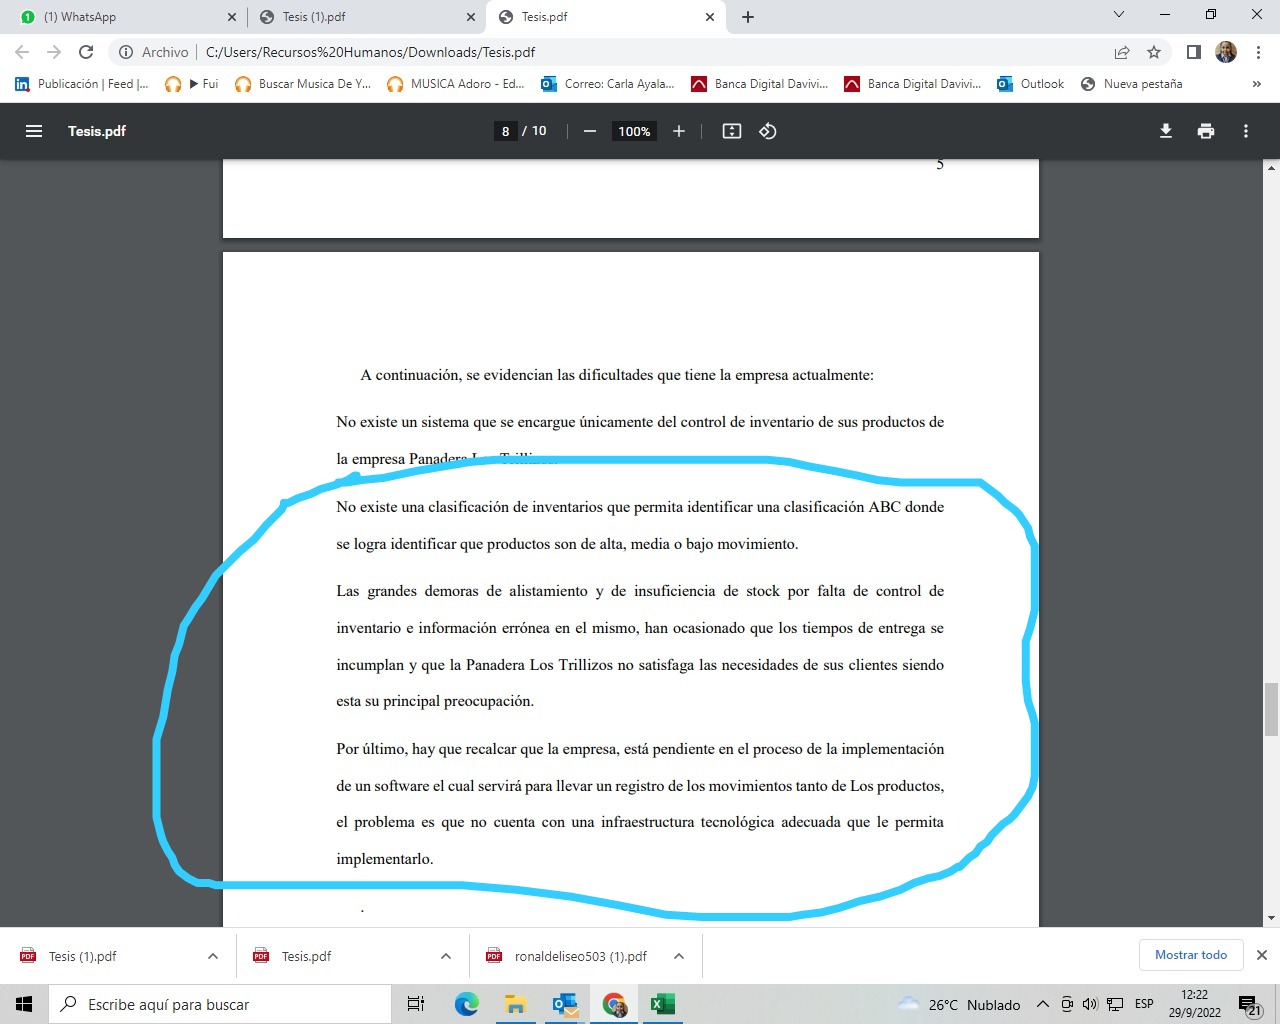 (1) WhatsApp
Tesis (1).pdf
Tesis.pdf
Archivo
C:/Users/Recursos%20Humanos/Downloads/Tesis.pdf
Publicación | Feed |...
Fui
Buscar Musica De Y...
MUSICA Adoro - Ed...
Correo: Carla Ayala...
Banca Digital Davivi...
Banca Digital Davivi...
Outlook
Nueva pestaña
»
Tesis.pdf
8 / 10
100%
5
A continuación, se evidencian las dificultades que tiene la empresa actualmente:
No existe un sistema que se encargue únicamente del control de inventario de sus productos de
la empresa Panadera Los Trillizos.
No existe una clasificación de inventarios que permita identificar una clasificación ABC donde
se logra identificar que productos son de alta, media o bajo movimiento.
Las grandes demoras de alistamiento y de insuficiencia de stock por falta de control de
inventario e información errónea en el mismo, han ocasionado que los tiempos de entrega se
incumplan y que la Panadera Los Trillizos no satisfaga las necesidades de sus clientes siendo
esta su principal preocupación.
Por último, hay que recalcar que la empresa, está pendiente en el proceso de la implementación
de un software el cual servirá para llevar un registro de los movimientos tanto de Los productos,
el problema es que no cuenta con una infraestructura tecnológica adecuada que le permita
implementarlo.
.
Tesis (1).pdf
Tesis.pdf
ronaldeliseo503 (1).pdf
Mostrar todo
Escribe aquí para buscar
26°C Nublado
ESP
12:22
29/9/2022
21